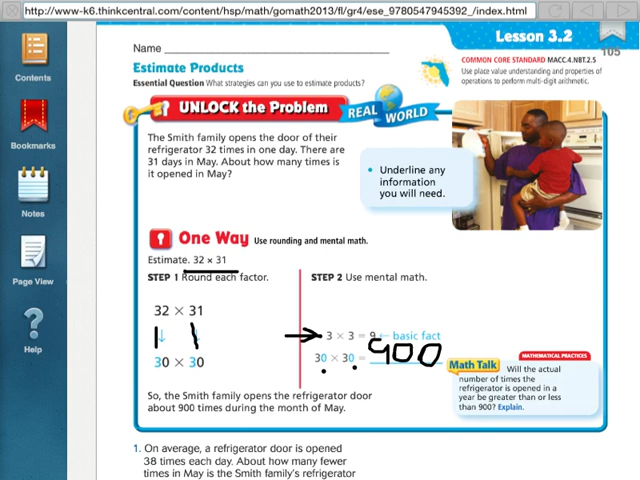 http://www-k6.thinkcentral.com/content/hsp/math/gomath2013/fl/gr4/ese_9780547945392_/index.html
Contents
Bookmarks
Notes
Page View
Help
Lesson 3.2
105
Name
Estimate Products
Essential Question What strategies can you use to estimate products?
COMMON CORE STANDARD MACC.4.NBT.2.5
Use place value understanding and properties of
operations to perform multi-digit arithmetic.
UNLOCK the Problem REAL WORLD
The Smith family opens the door of their
refrigerator 32 times in one day. There are
31 days in May. About how many times is
it opened in May?
• Underline any
information
you will need.
One Way Use rounding and mental math.
Estimate. 32 × 31
STEP 1 Round each factor.
32 × 31
↓ ↓
30 × 30
STEP 2 Use mental math.
→ 3 × 3 = 9 ← basic fact
30 × 30 = 900
So, the Smith family opens the refrigerator door
about 900 times during the month of May.
MATHEMATICAL PRACTICES
Math Talk Will the actual
number of times the
refrigerator is opened in a
year be greater than or less
than 900? Explain.
1. On average, a refrigerator door is opened
38 times each day. About how many fewer
times in May is the Smith family's refrigerator